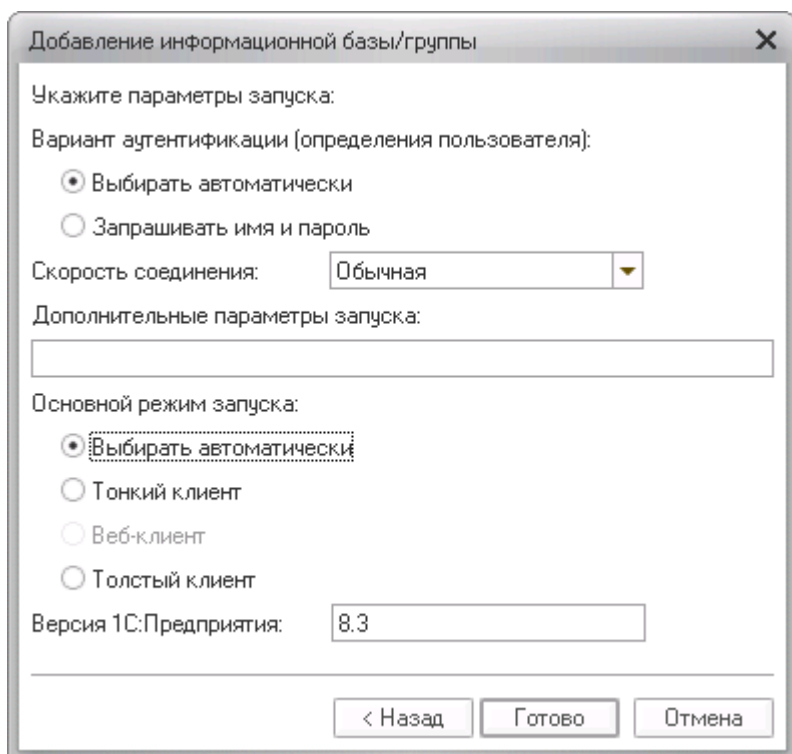 Добавление информационной базы/группы
Укажите параметры запуска:
Вариант аутентификации (определения пользователя):
Выбирать автоматически
Запрашивать имя и пароль
Скорость соединения: Обычная
Дополнительные параметры запуска:
Основной режим запуска:
Выбирать автоматически
Тонкий клиент
Веб-клиент
Толстый клиент
Версия 1С:Предприятия: 8.3
< Назад Готово Отмена